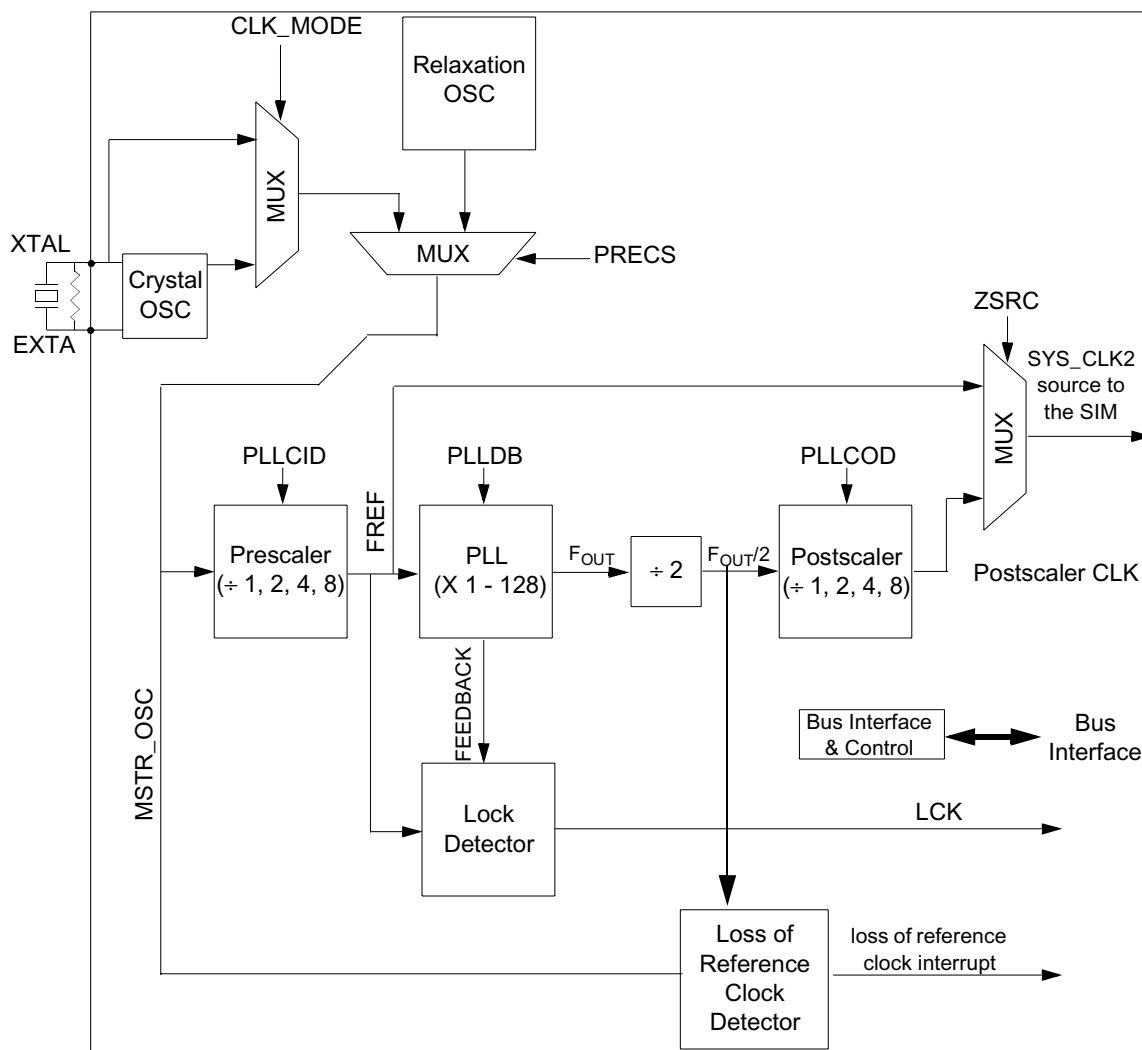 CLK_MODE
Relaxation
OSC
MUX
XTAL
MUX
PRECS
Crystal
OSC
EXTAL
ZSRC
SYS_CLK2
source to
the SIM
MUX
PLLCID
PLLDB
PLLCOD
FREF
Prescaler
(÷ 1, 2, 4, 8)
PLL
(X 1 - 128)
FOUT
÷ 2
FOUT/2
Postscaler
(÷ 1, 2, 4, 8)
Postscaler CLK
MSTR_OSC
FEEDBACK
Bus Interface
& Control
Bus
Interface
Lock
Detector
LCK
Loss of
Reference
Clock
Detector
loss of reference
clock interrupt